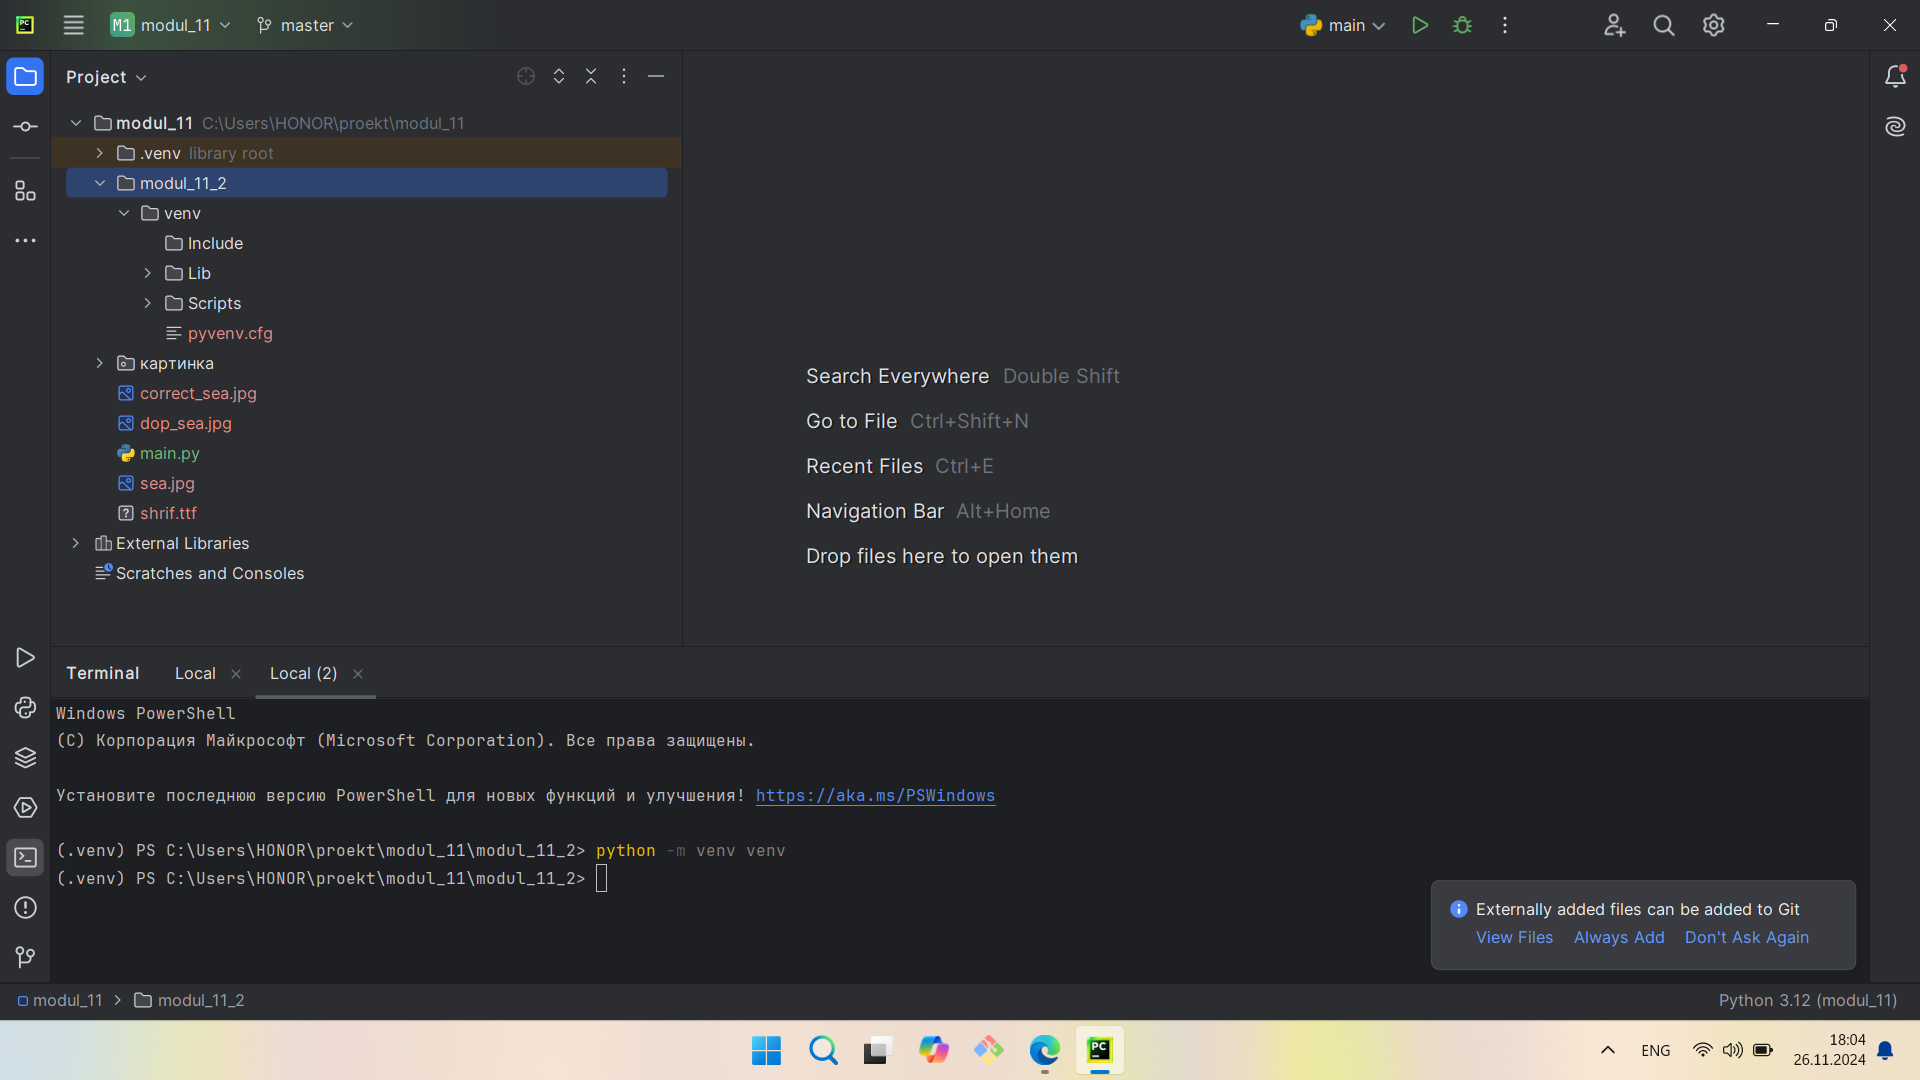 M1 modul_11 master main
Project
modul_11 C:\Users\HONOR\proekt\modul_11
.venv library root
modul_11_2
venv
Include
Lib
Scripts
pyvenv.cfg
картинка
correct_sea.jpg
dop_sea.jpg
main.py
sea.jpg
shrif.ttf
External Libraries
Scratches and Consoles
Search Everywhere Double Shift
Go to File Ctrl+Shift+N
Recent Files Ctrl+E
Navigation Bar Alt+Home
Drop files here to open them
Terminal Local Local (2)
Windows PowerShell
(C) Корпорация Майкрософт (Microsoft Corporation). Все права защищены.
Установите последнюю версию PowerShell для новых функций и улучшения! https://aka.ms/PSWindows
(.venv) PS C:\Users\HONOR\proekt\modul_11\modul_11_2> python -m venv venv
(.venv) PS C:\Users\HONOR\proekt\modul_11\modul_11_2>
Externally added files can be added to Git
View Files Always Add Don't Ask Again
modul_11 modul_11_2 Python 3.12 (modul_11)
PC
ENG
18:04
26.11.2024